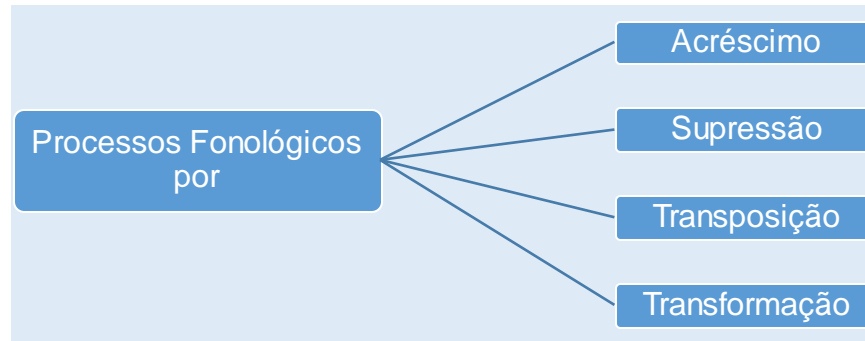 Processos Fonológicos
por
Acréscimo
Supressão
Transposição
Transformação